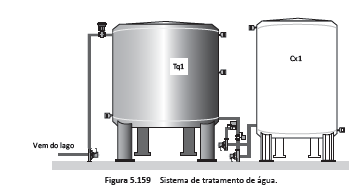 Tq1
Cx1
Vem do lago
Figura 5.159 Sistema de tratamento de água.